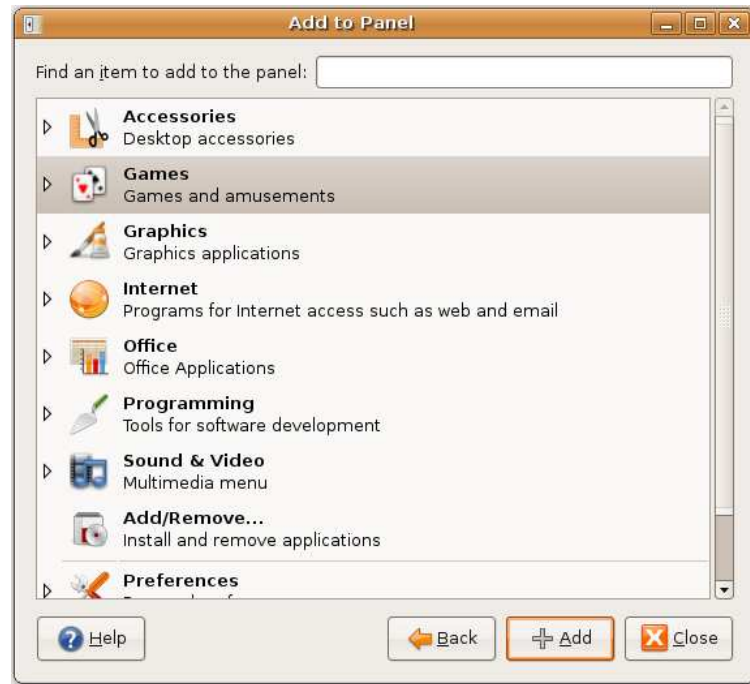 Add to Panel
Find an item to add to the panel:
Accessories
Desktop accessories
Games
Games and amusements
Graphics
Graphics applications
Internet
Programs for Internet access such as web and email
Office
Office Applications
Programming
Tools for software development
Sound & Video
Multimedia menu
Add/Remove...
Install and remove applications
Preferences
Help
Back
Add
Close